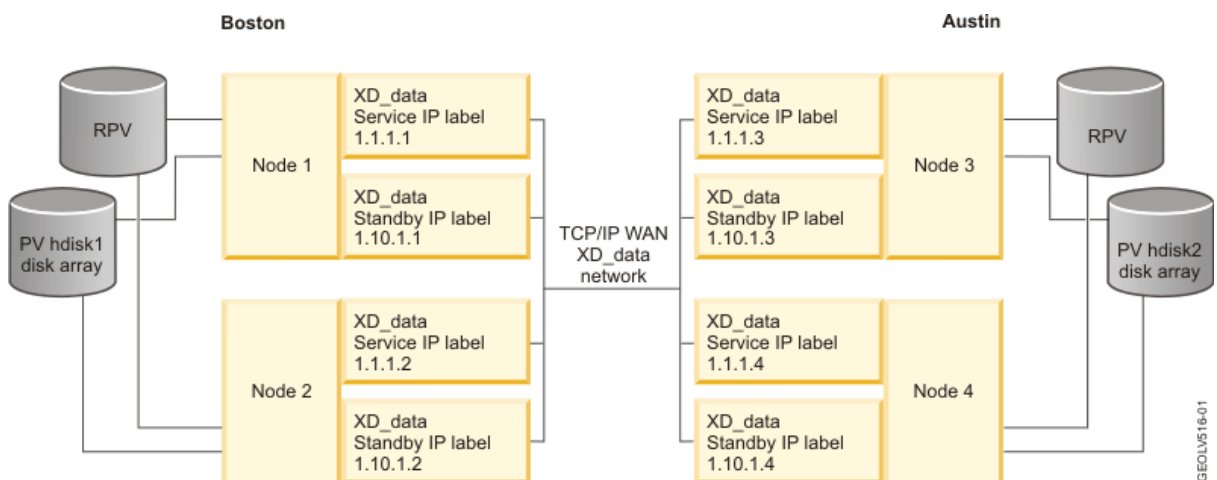 Boston
Austin
RPV
PV hdisk1
disk array
Node 1
XD_data
Service IP label
1.1.1.1
XD_data
Standby IP label
1.10.1.1
Node 2
XD_data
Service IP label
1.1.1.2
XD_data
Standby IP label
1.10.1.2
TCP/IP WAN
XD_data
network
XD_data
Service IP label
1.1.1.3
XD_data
Standby IP label
1.10.1.3
Node 3
XD_data
Service IP label
1.1.1.4
XD_data
Standby IP label
1.10.1.4
Node 4
RPV
PV hdisk2
disk array
GEOLV516-01